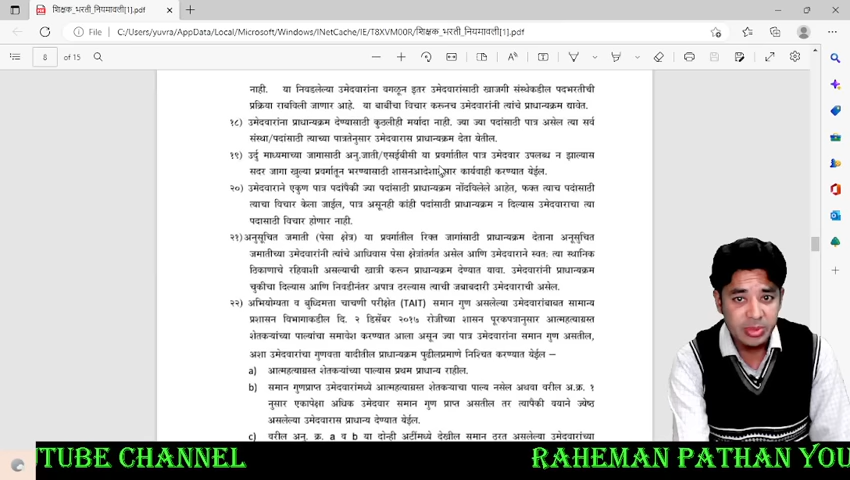 शिक्षक_भरती_नियमावली[1].pdf
File | C:/Users/yuvra/AppData/Local/Microsoft/Windows/INetCache/IE/T8XVM00R/शिक्षक_भरती_नियमावली[1].pdf
8 of 15
नाही. या निवडलेल्या उमेदवारांना वगळून इतर उमेदवारांसाठी खाजगी संस्थेकडील पदभरतीची
प्रक्रिया राबविली जाणार आहे. या बाबींचा विचार करूनच उमेदवारांनी त्यांचे प्राधान्यक्रम द्यावेत.
१८) उमेदवारांना प्राधान्यक्रम देण्यासाठी कुठलीही मर्यादा नाही. ज्या ज्या पदांसाठी पात्र असेल त्या सर्व
संस्था/पदांसाठी त्याच्या पात्रतेनुसार उमेदवारास प्राधान्यक्रम देता येतील.
१९) उर्दु माध्यमाच्या जागासाठी अनु.जाती/एसईबीसी या प्रवर्गातील पात्र उमेदवार उपलब्ध न झाल्यास
सदर जागा खुल्या प्रवर्गातून भरण्यासाठी शासनआदेशानुसार कार्यवाही करण्यात येईल.
२०) उमेदवाराने एकुण पात्र पदांपैकी ज्या पदांसाठी प्राधान्यक्रम नोंदविलेले आहेत, फक्त त्याच पदांसाठी
त्याचा विचार केला जाईल, पात्र असूनही कांही पदांसाठी प्राधान्यक्रम न दिल्यास उमेदवाराचा त्या
पदासाठी विचार होणार नाही.
२१) अनुसूचित जमाती (पेसा क्षेत्र) या प्रवर्गातील रिक्त जागांसाठी प्राधान्यक्रम देताना अनुसूचित
जमातीच्या उमेदवारांनी त्यांचे आधिवास पेसा क्षेत्रांतर्गत असेल आणि उमेदवाराने स्वत: त्या स्थानिक
ठिकाणाचे रहिवाशी असल्याची खात्री करून प्राधान्यक्रम देण्यात यावा. उमेदवारांनी प्राधान्यक्रम
चुकीचा दिल्यास आणि निवडीनंतर अपात्र ठरल्यास त्याची जबाबदारी उमेदवाराची असेल.
२२) अभियोग्यता व बुध्दिमत्ता चाचणी परीक्षेत (TAIT) समान गुण असलेल्या उमेदवारांबाबत सामान्य
प्रशासन विभागाकडील दि. २ डिसेंबर २०१७ रोजीच्या शासन पूरकपत्रानुसार आत्महत्याग्रस्त
शेतकऱ्यांच्या पाल्यांचा समावेश करण्यात आला असून ज्या पात्र उमेदवारांना समान गुण असतील,
अशा उमेदवारांचा गुणवत्ता यादीतील प्राधान्यक्रम पुढीलप्रमाणे निश्चित करण्यात येईल –
a) आत्महत्याग्रस्त शेतकऱ्यांच्या पाल्यास प्रथम प्राधान्य राहील.
b) समान गुणप्राप्त उमेदवारांमध्ये आत्महत्याग्रस्त शेतकऱ्याचा पाल्य नसेल अथवा वरील अ.क्र. १
नुसार एकापेक्षा अधिक उमेदवार समान गुण प्राप्त असतील तर त्यापैकी वयाने ज्येष्ठ
असलेल्या उमेदवारास प्राधान्य देण्यात येईल.
c) वरील अनु. क्र. a व b या दोन्ही अटींमध्ये देखील समान ठरत असलेल्या उमेदवारांच्या
UTUBE CHANNEL RAHEMAN PATHAN YOU